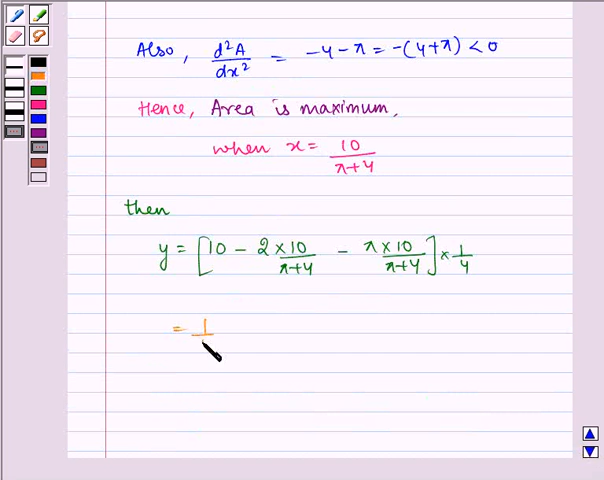 Also, d²A/dx² = -4-π = -(4+π) < 0
Hence, Area is maximum,
when x = 10/(π+4)
then
y = [10 - (2×10)/(π+4) - (π×10)/(π+4)] × 1/4
= 1/